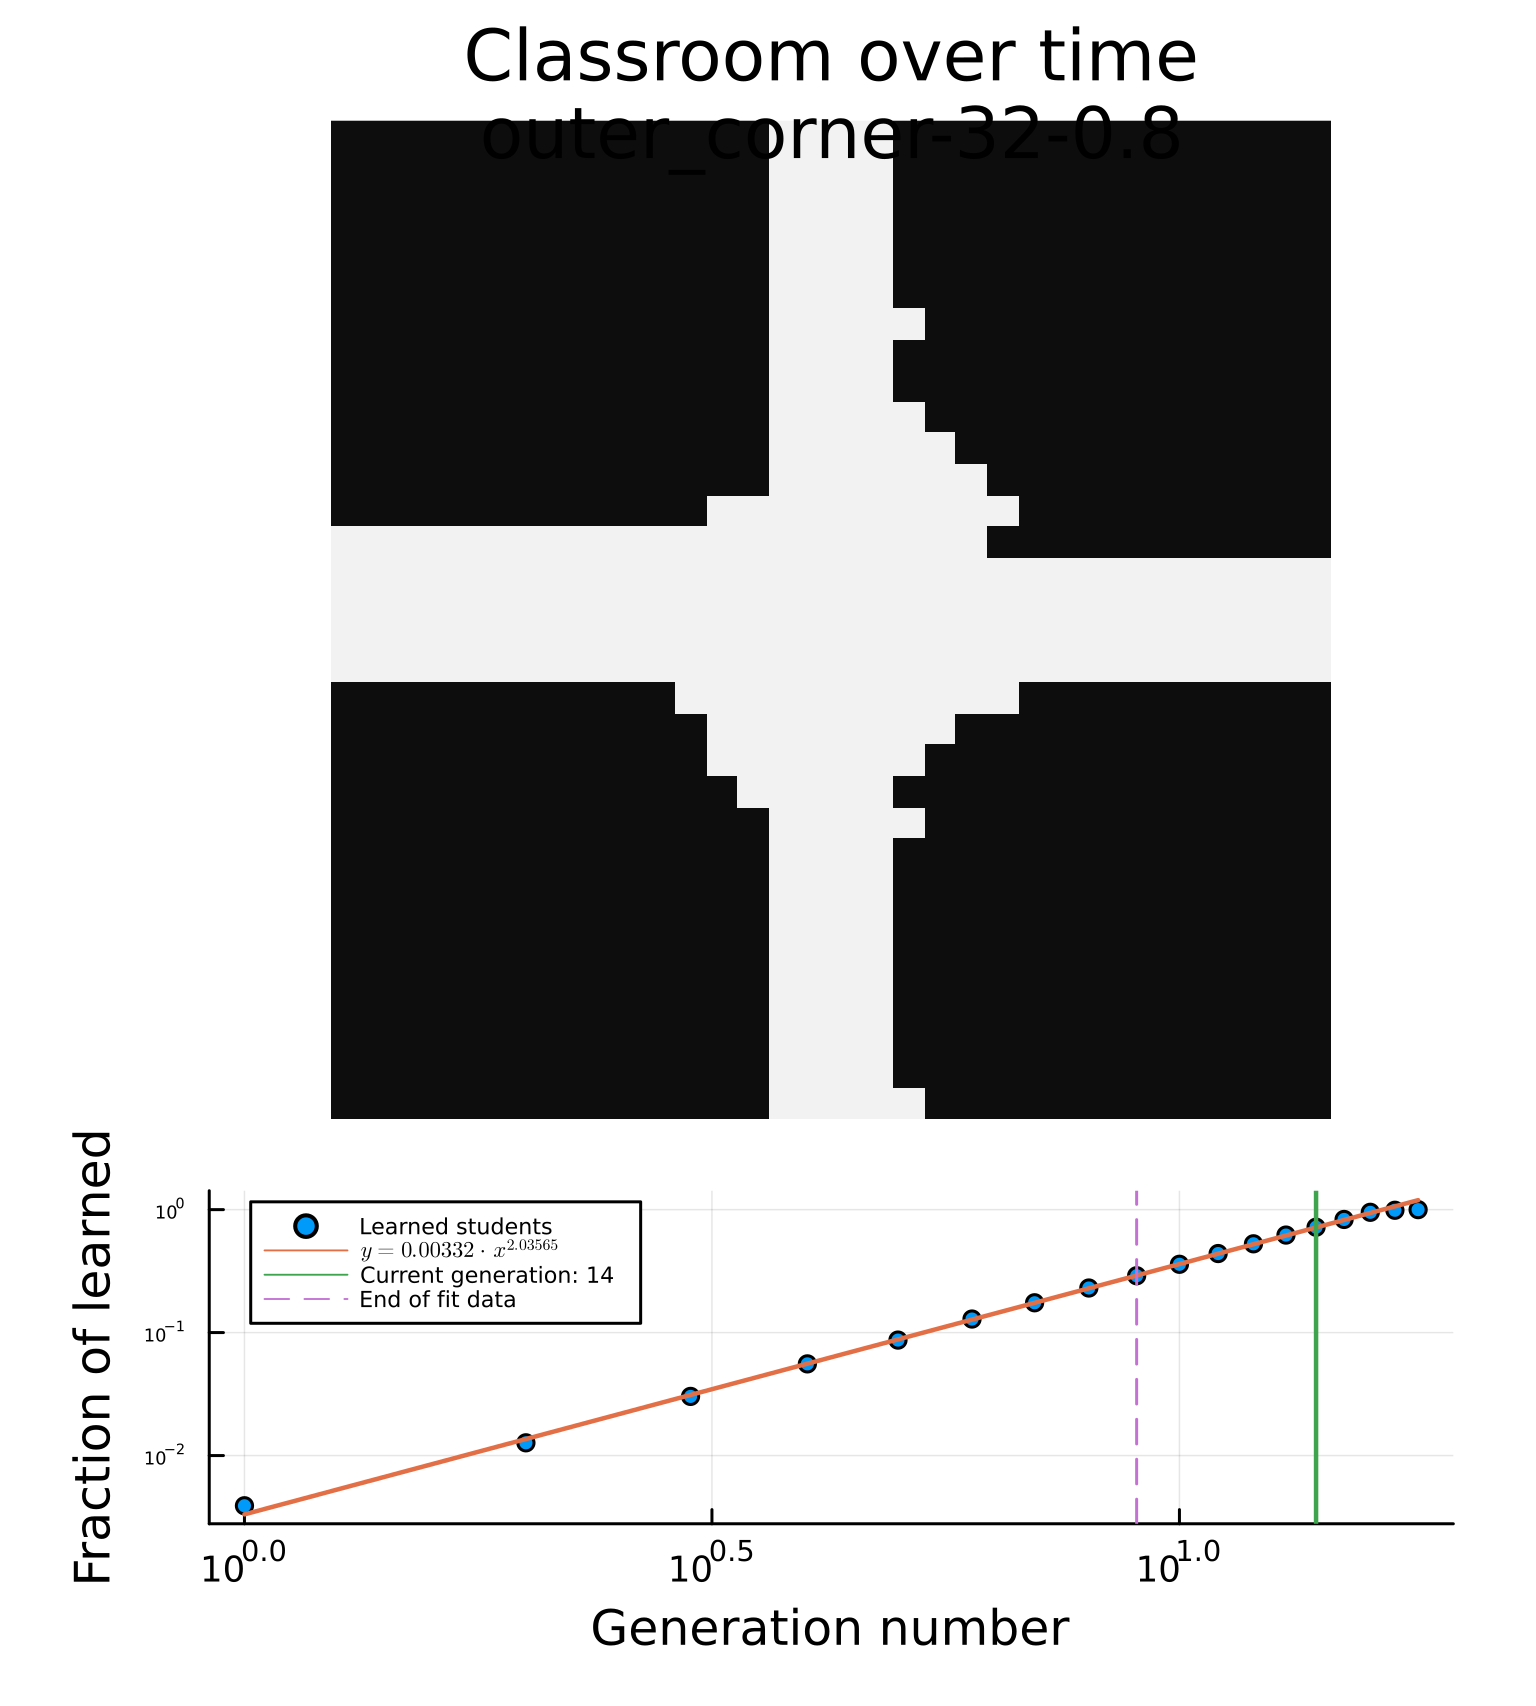 Classroom over time
outer_corner-32-0.8
Fraction of learned
10^0
10^−1
10^−2
Learned students
y = 0.00332 · x^2.03565
Current generation: 14
End of fit data
10^0.0 10^0.5 10^1.0
Generation number